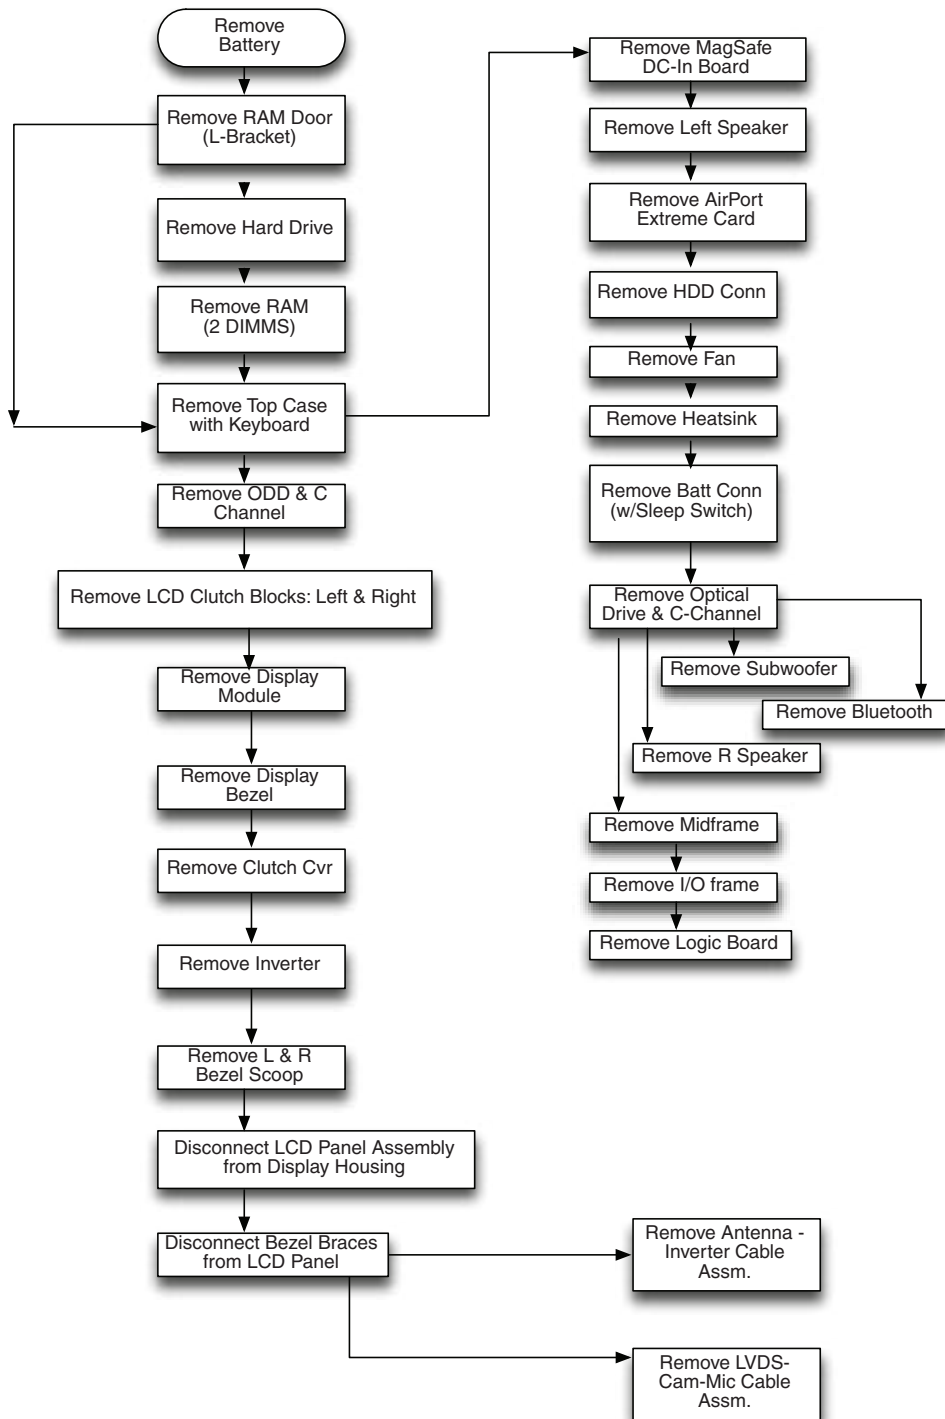 Remove
Battery
Remove RAM Door
(L-Bracket)
Remove Hard Drive
Remove RAM
(2 DIMMS)
Remove Top Case
with Keyboard
Remove ODD & C
Channel
Remove LCD Clutch Blocks: Left & Right
Remove Display
Module
Remove Display
Bezel
Remove Clutch Cvr
Remove Inverter
Remove L & R
Bezel Scoop
Disconnect LCD Panel Assembly
from Display Housing
Disconnect Bezel Braces
from LCD Panel
Remove MagSafe
DC-In Board
Remove Left Speaker
Remove AirPort
Extreme Card
Remove HDD Conn
Remove Fan
Remove Heatsink
Remove Batt Conn
(w/Sleep Switch)
Remove Optical
Drive & C-Channel
Remove Subwoofer
Remove Bluetooth
Remove R Speaker
Remove Midframe
Remove I/O frame
Remove Logic Board
Remove Antenna -
Inverter Cable
Assm.
Remove LVDS-
Cam-Mic Cable
Assm.